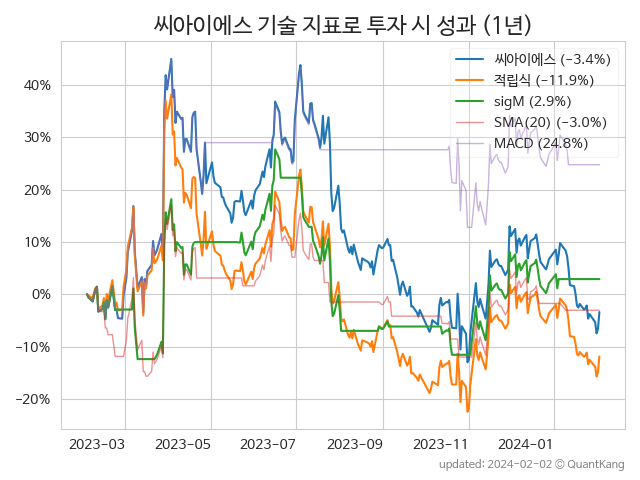 씨아이에스 기술 지표로 투자 시 성과 (1년)
씨아이에스 (−3.4%)
적립식 (−11.9%)
sigM (2.9%)
SMA(20) (−3.0%)
MACD (24.8%)
40%
30%
20%
10%
0%
−10%
−20%
2023-03
2023-05
2023-07
2023-09
2023-11
2024-01
updated: 2024-02-02 © QuantKang